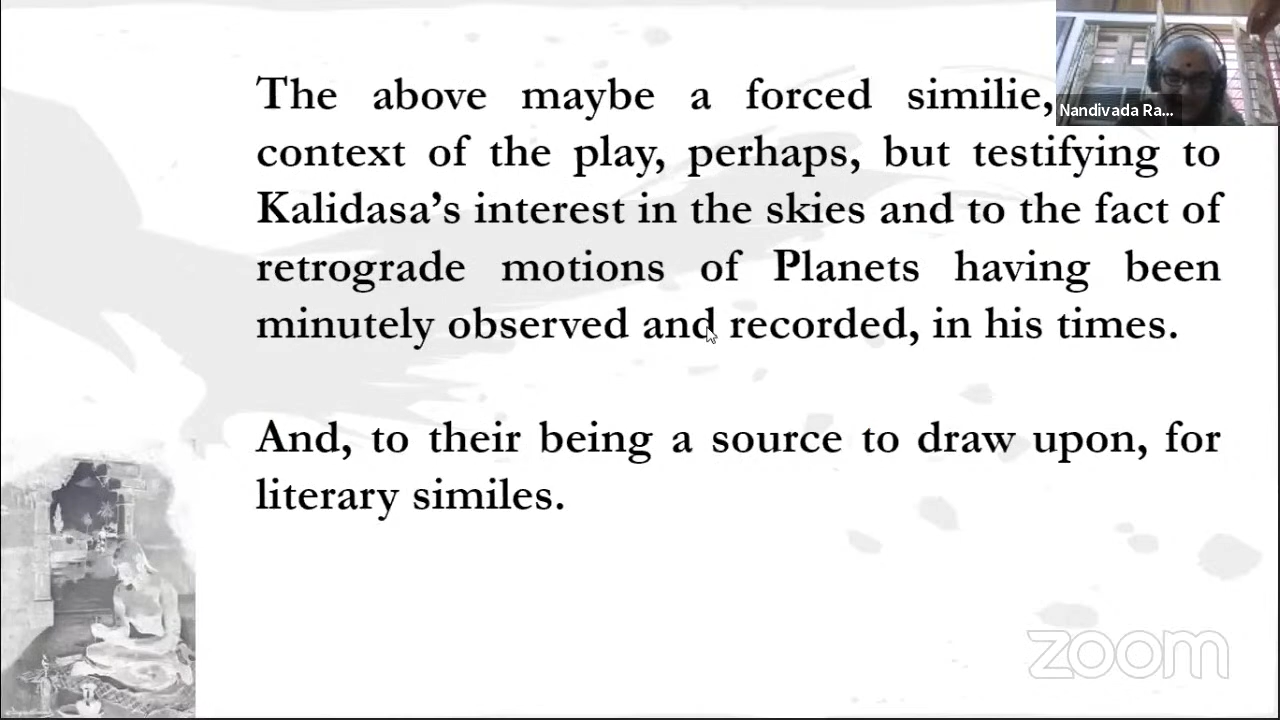 The above maybe a forced similie,
context of the play, perhaps, but testifying to
Kalidasa’s interest in the skies and to the fact of
retrograde motions of Planets having been
minutely observed and recorded, in his times.
And, to their being a source to draw upon, for
literary similes.
Nandivada Ra...
zoom